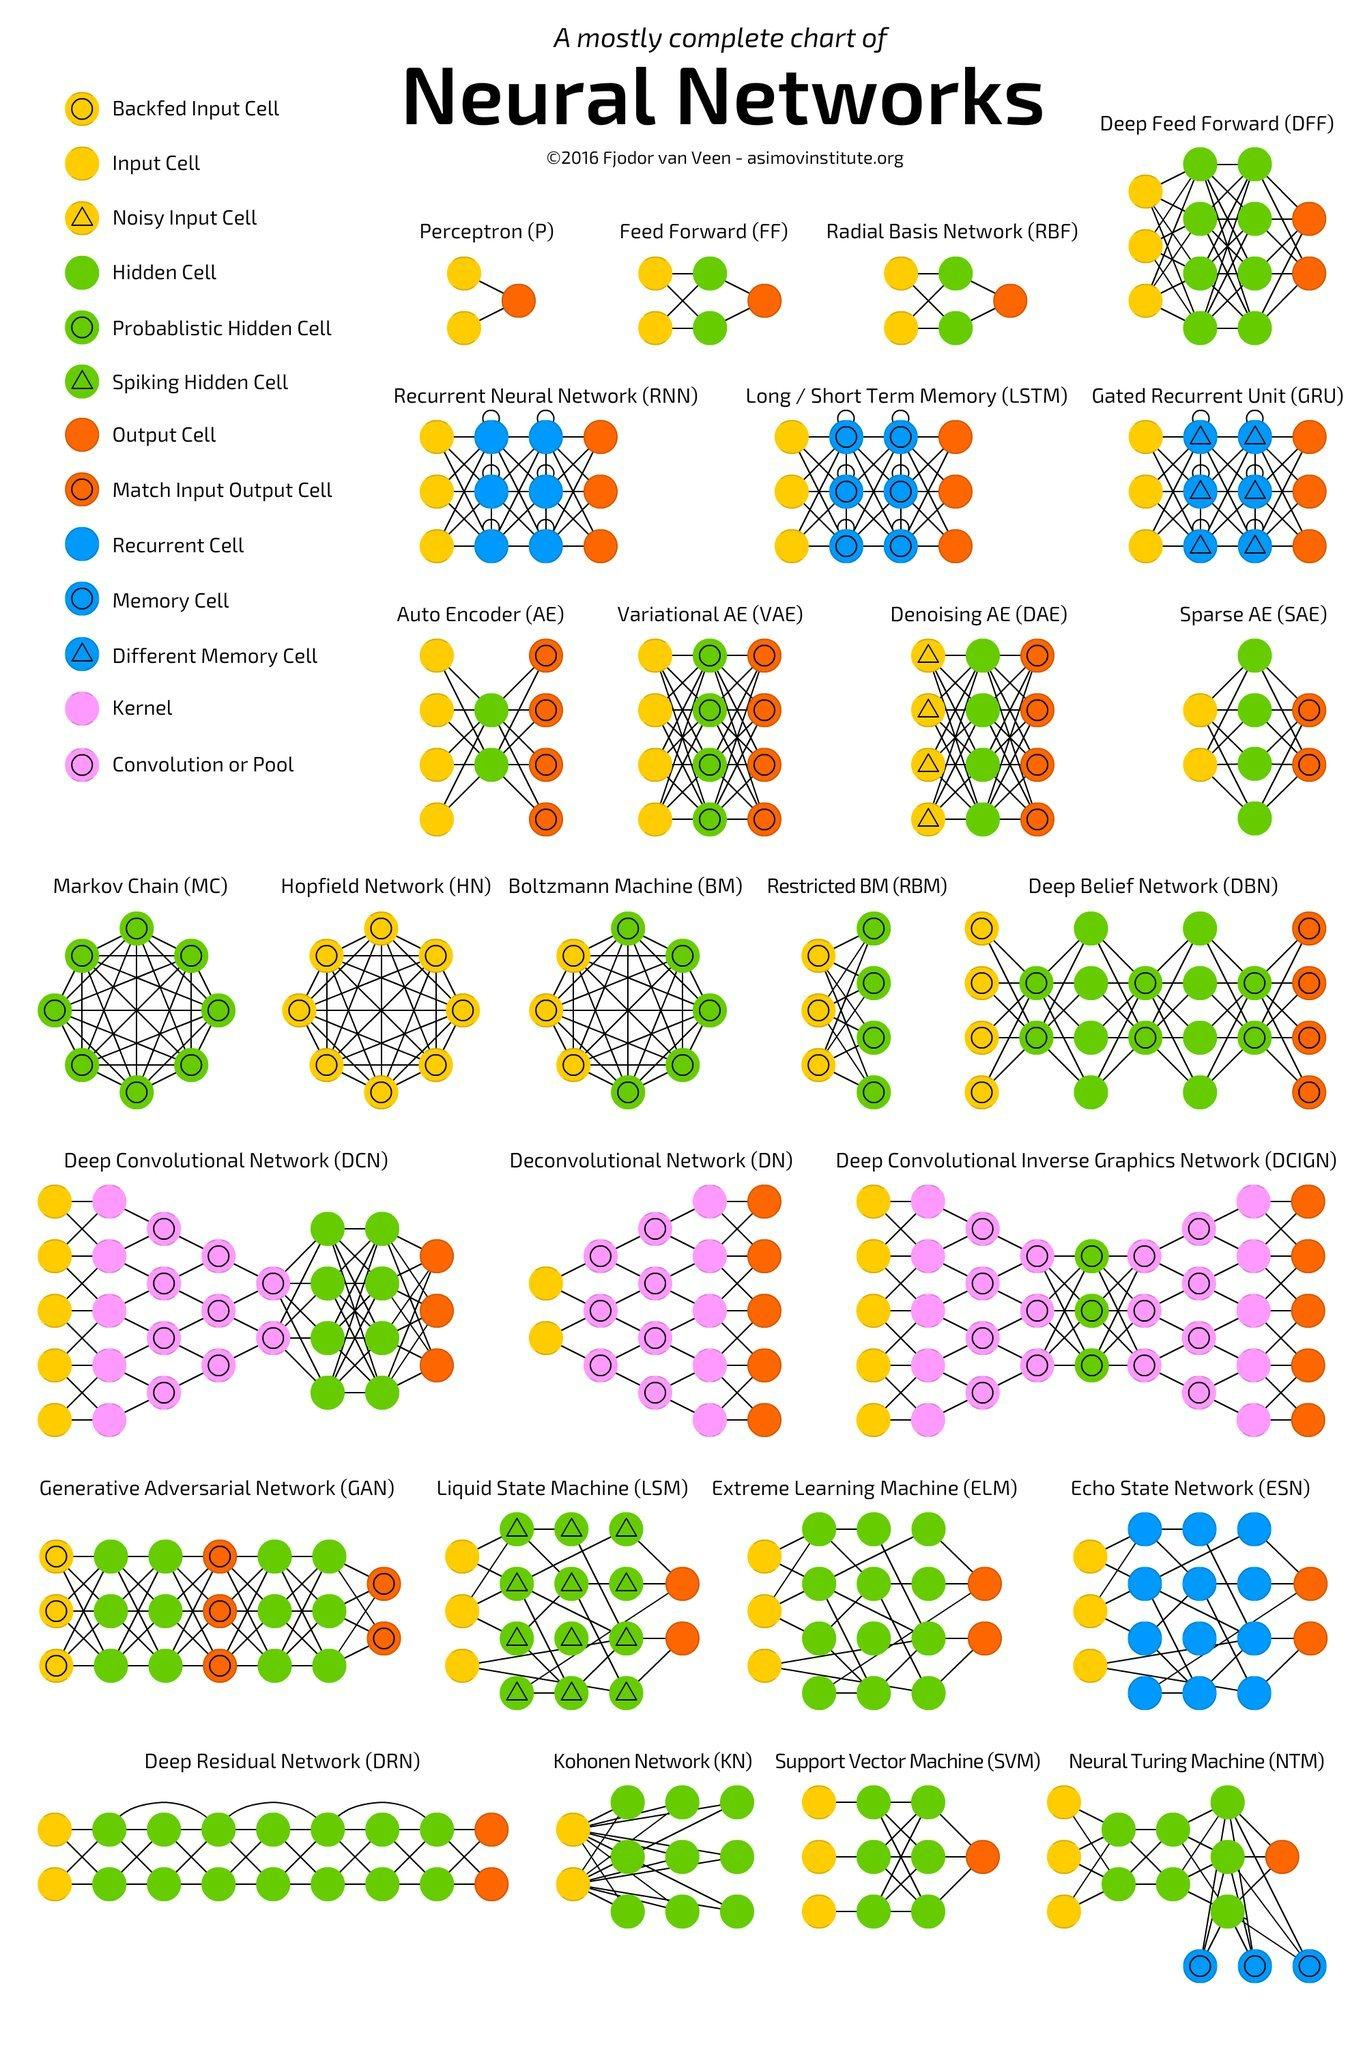 A mostly complete chart of
Neural Networks
©2016 Fjodor van Veen - asimovinstitute.org
Backfed Input Cell
Input Cell
Noisy Input Cell
Hidden Cell
Probablistic Hidden Cell
Spiking Hidden Cell
Output Cell
Match Input Output Cell
Recurrent Cell
Memory Cell
Different Memory Cell
Kernel
Convolution or Pool
Deep Feed Forward (DFF)
Perceptron (P)
Feed Forward (FF)
Radial Basis Network (RBF)
Recurrent Neural Network (RNN)
Long / Short Term Memory (LSTM)
Gated Recurrent Unit (GRU)
Auto Encoder (AE)
Variational AE (VAE)
Denoising AE (DAE)
Sparse AE (SAE)
Markov Chain (MC)
Hopfield Network (HN)
Boltzmann Machine (BM)
Restricted BM (RBM)
Deep Belief Network (DBN)
Deep Convolutional Network (DCN)
Deconvolutional Network (DN)
Deep Convolutional Inverse Graphics Network (DCIGN)
Generative Adversarial Network (GAN)
Liquid State Machine (LSM)
Extreme Learning Machine (ELM)
Echo State Network (ESN)
Deep Residual Network (DRN)
Kohonen Network (KN)
Support Vector Machine (SVM)
Neural Turing Machine (NTM)